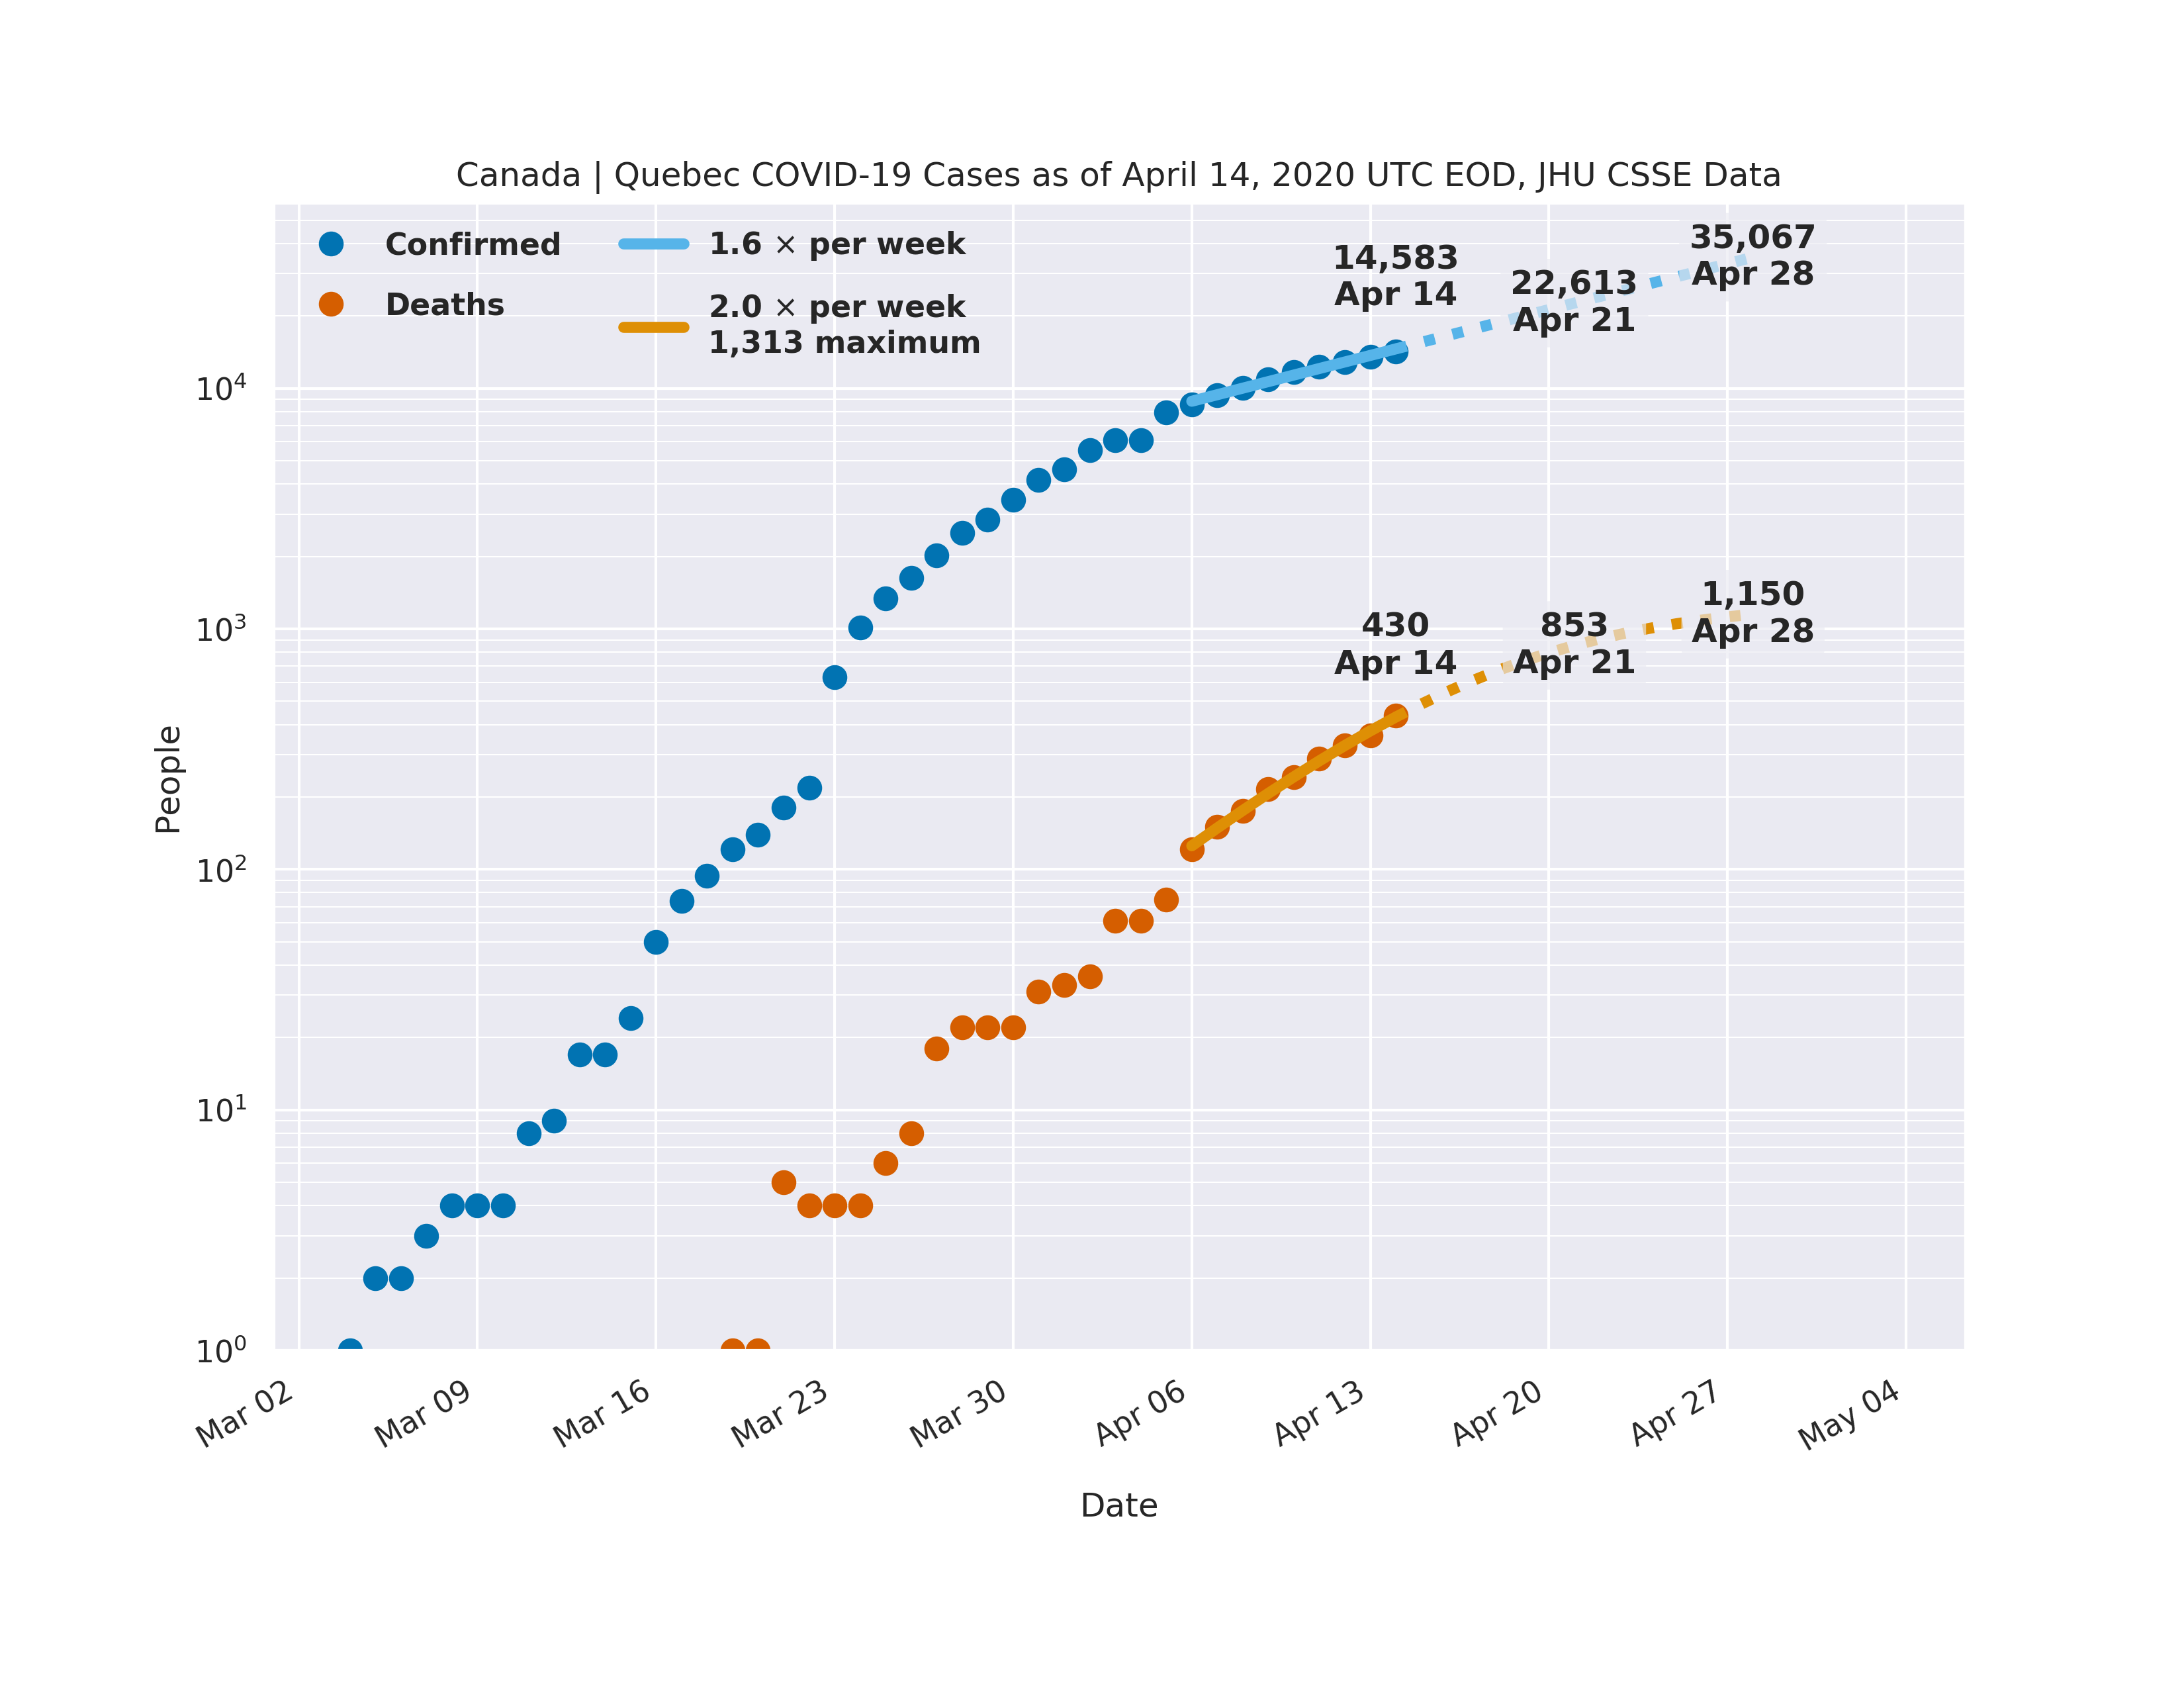 Canada | Quebec COVID-19 Cases as of April 14, 2020 UTC EOD, JHU CSSE Data
Confirmed
Deaths
1.6 × per week
2.0 × per week
1,313 maximum
14,583
Apr 14
22,613
Apr 21
35,067
Apr 28
430
Apr 14
853
Apr 21
1,150
Apr 28
People
10⁴
10³
10²
10¹
10⁰
Mar 02
Mar 09
Mar 16
Mar 23
Mar 30
Apr 06
Apr 13
Apr 20
Apr 27
May 04
Date